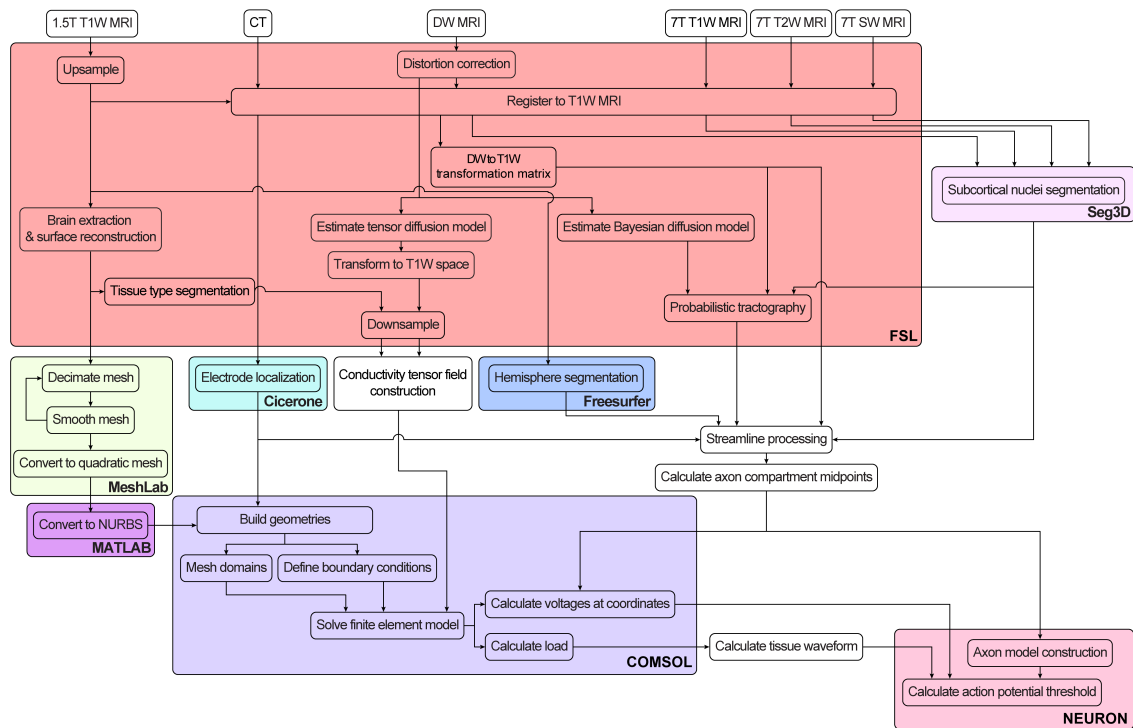 1.5T T1W MRI
CT
DW MRI
7T T1W MRI
7T T2W MRI
7T SW MRI
Upsample
Distortion correction
Register to T1W MRI
DW to T1W
transformation matrix
Subcortical nuclei segmentation
Seg3D
Brain extraction
& surface reconstruction
Estimate tensor diffusion model
Estimate Bayesian diffusion model
Transform to T1W space
Tissue type segmentation
Probabilistic tractography
Downsample
FSL
Decimate mesh
Electrode localization
Cicerone
Conductivity tensor field
construction
Hemisphere segmentation
Freesurfer
Smooth mesh
Streamline processing
Convert to quadratic mesh
MeshLab
Calculate axon compartment midpoints
Convert to NURBS
MATLAB
Build geometries
Mesh domains
Define boundary conditions
Calculate voltages at coordinates
Solve finite element model
Calculate load
COMSOL
Calculate tissue waveform
Axon model construction
Calculate action potential threshold
NEURON